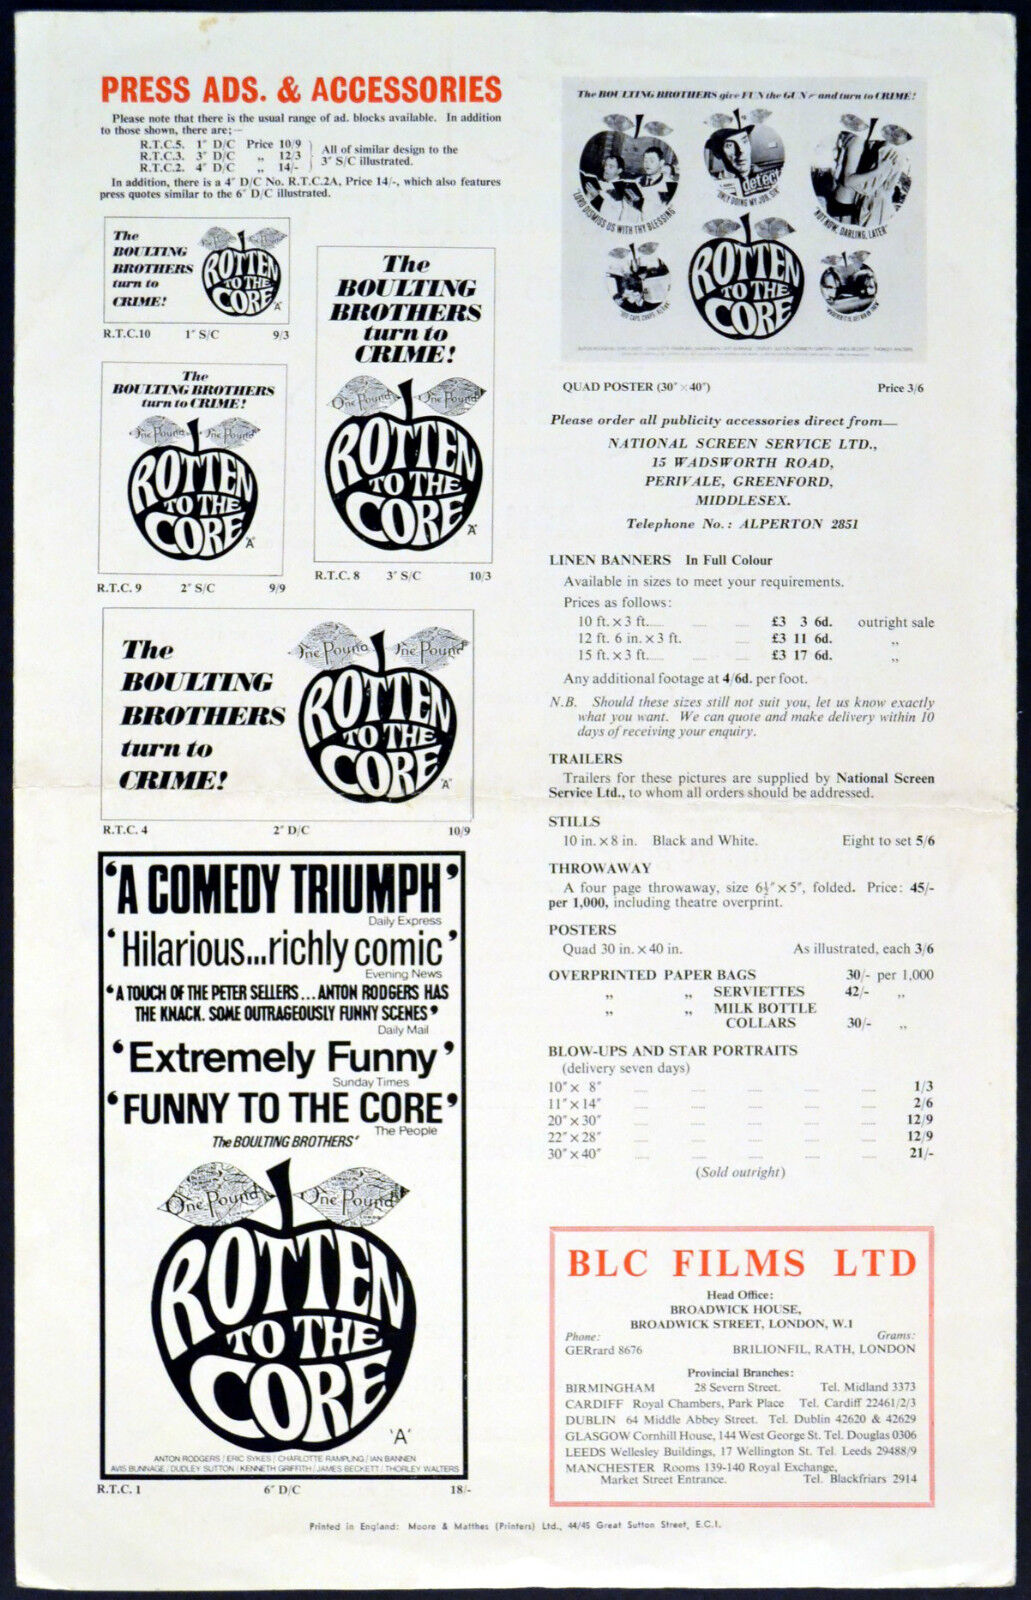 PRESS ADS. & ACCESSORIES
Please note that there is the usual range of ad. blocks available. In addition
to those shown, there are;—
R.T.C.5. 1″ D/C Price 10/9
R.T.C.3. 3″ D/C „ 12/3
R.T.C.2. 4″ D/C „ 14/-
All of similar design to the
3″ S/C illustrated.
In addition, there is a 4″ D/C No. R.T.C.2A, Price 14/-, which also features
press quotes similar to the 6″ D/C illustrated.
The
BOULTING
BROTHERS
turn to
CRIME!
One Pound One Pound
ROTTEN
TO THE
CORE
'A'
R.T.C.10 1″ S/C 9/3
The
BOULTING BROTHERS
turn to CRIME!
One Pound One Pound
ROTTEN
TO THE
CORE
'A'
R.T.C. 9 2″ S/C 9/9
The
BOULTING
BROTHERS
turn to
CRIME!
One Pound One Pound
ROTTEN
TO THE
CORE
'A'
R.T.C. 8 3″ S/C 10/3
The
BOULTING
BROTHERS
turn to
CRIME!
One Pound One Pound
ROTTEN
TO THE
CORE
'A'
R.T.C. 4 2″ D/C 10/9
'A COMEDY TRIUMPH'
Daily Express
'Hilarious...richly comic'
Evening News
'A TOUCH OF THE PETER SELLERS...ANTON RODGERS HAS
THE KNACK. SOME OUTRAGEOUSLY FUNNY SCENES'
Daily Mail
'Extremely Funny'
Sunday Times
'FUNNY TO THE CORE'
The People
The BOULTING BROTHERS'
One Pound One Pound
ROTTEN
TO THE
CORE
'A'
ANTON RODGERS / ERIC SYKES / CHARLOTTE RAMPLING / IAN BANNEN
AVIS BUNNAGE / DUDLEY SUTTON / KENNETH GRIFFITH / JAMES BECKETT / THORLEY WALTERS
R.T.C. 1 6″ D/C 18/-
The BOULTING BROTHERS give FUN the GUN - and turn to CRIME!
LORD DISMISS US WITH THY BLESSING
defect
ONLY DOING MY JOB, SIR
NOT NOW, DARLING, LATER
ROTTEN
TO THE
CORE
QUAD POSTER (30″ × 40″) Price 3/6
Please order all publicity accessories direct from—
NATIONAL SCREEN SERVICE LTD.,
15 WADSWORTH ROAD,
PERIVALE, GREENFORD,
MIDDLESEX.
Telephone No.: ALPERTON 2851
LINEN BANNERS In Full Colour
Available in sizes to meet your requirements.
Prices as follows:
10 ft. × 3 ft. ...... ...... ...... £3 3 6d. outright sale
12 ft. 6 in. × 3 ft. ...... £3 11 6d. „
15 ft. × 3 ft. ...... ...... ...... £3 17 6d. „
Any additional footage at 4/6d. per foot.
N.B. Should these sizes still not suit you, let us know exactly
what you want. We can quote and make delivery within 10
days of receiving your enquiry.
TRAILERS
Trailers for these pictures are supplied by National Screen
Service Ltd., to whom all orders should be addressed.
STILLS
10 in. × 8 in. Black and White. Eight to set 5/6
THROWAWAY
A four page throwaway, size 6½″ × 5″, folded. Price: 45/-
per 1,000, including theatre overprint.
POSTERS
Quad 30 in. × 40 in. As illustrated, each 3/6
OVERPRINTED PAPER BAGS 30/- per 1,000
„ „ SERVIETTES 42/- „
„ „ MILK BOTTLE
COLLARS 30/- „
BLOW-UPS AND STAR PORTRAITS
(delivery seven days)
10″ × 8″ ...... ...... ...... ...... ...... 1/3
11″ × 14″ ...... ...... ...... ...... ...... 2/6
20″ × 30″ ...... ...... ...... ...... ...... 12/9
22″ × 28″ ...... ...... ...... ...... ...... 12/9
30″ × 40″ ...... ...... ...... ...... ...... 21/-
(Sold outright)
BLC FILMS LTD
Head Office:
BROADWICK HOUSE,
BROADWICK STREET, LONDON, W.1
Phone: Grams:
GERrard 8676 BRILIONFIL, RATH, LONDON
Provincial Branches:
BIRMINGHAM 28 Severn Street. Tel. Midland 3373
CARDIFF Royal Chambers, Park Place Tel. Cardiff 22461/2/3
DUBLIN 64 Middle Abbey Street. Tel. Dublin 42620 & 42629
GLASGOW Cornhill House, 144 West George St. Tel. Douglas 0306
LEEDS Wellesley Buildings, 17 Wellington St. Tel. Leeds 29488/9
MANCHESTER Rooms 139-140 Royal Exchange,
Market Street Entrance. Tel. Blackfriars 2914
Printed in England: Moore & Matthes (Printers) Ltd., 44/45 Great Sutton Street, E.C.1.